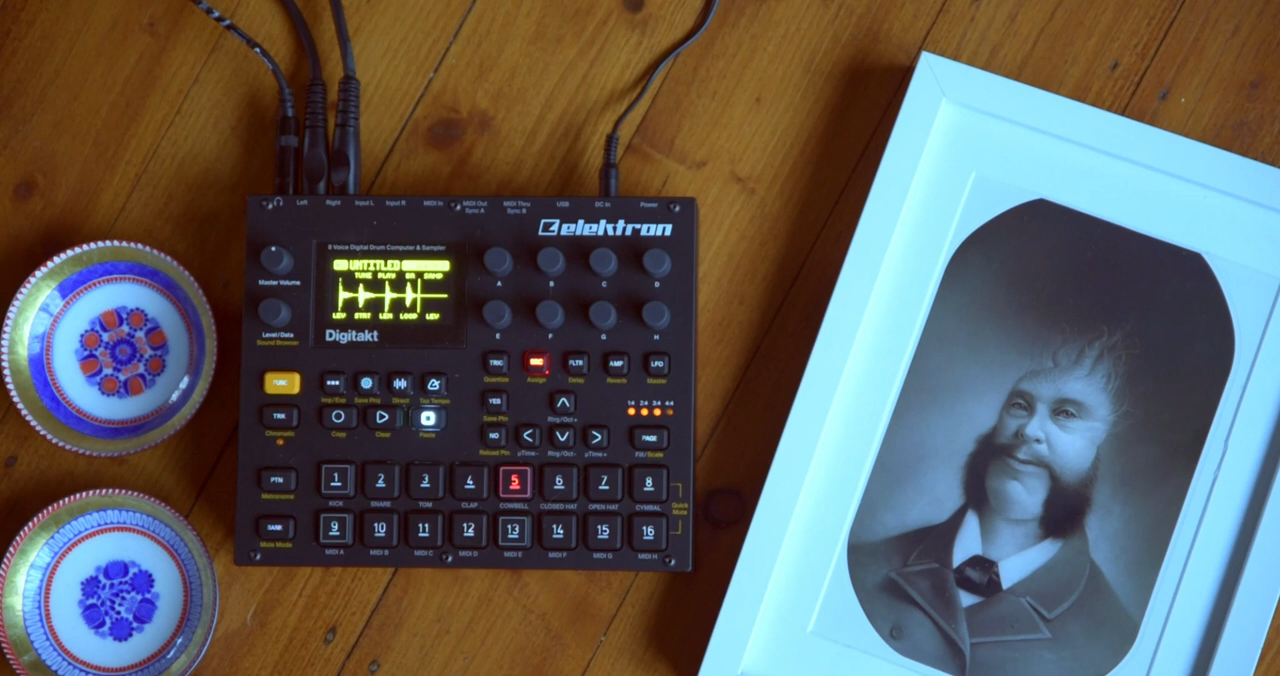 Left Right Input L Input R MIDI In MIDI Out MIDI Thru USB DC In Power
Sync A Sync B
elektron
8 Voice Digital Drum Computer & Sampler
UNTITLED
TUNE PLAY BR SAMP
LEV STRT LEN LOOP LEV
Digitakt
Master Volume
Level/Data
Sound Browser
A B C D
E F G H
FUNC
Imp/Exp Save Proj Direct Tap Tempo
TRIG SRC FLTR AMP LFO
Quantize Assign Delay Reverb Master
TRK
Chromatic
Copy Clear Paste
YES
Save Ptn Rtrg/Oct+
1:4 2:4 3:4 4:4
NO PAGE
Reload Ptn μTime- Rtrg/Oct- μTime+ Fill/Scale
PTN
Metronome
1 2 3 4 5 6 7 8
KICK SNARE TOM CLAP COWBELL CLOSED HAT OPEN HAT CYMBAL
Quick
Mute
BANK
Mute Mode
9 10 11 12 13 14 15 16
MIDI A MIDI B MIDI C MIDI D MIDI E MIDI F MIDI G MIDI H